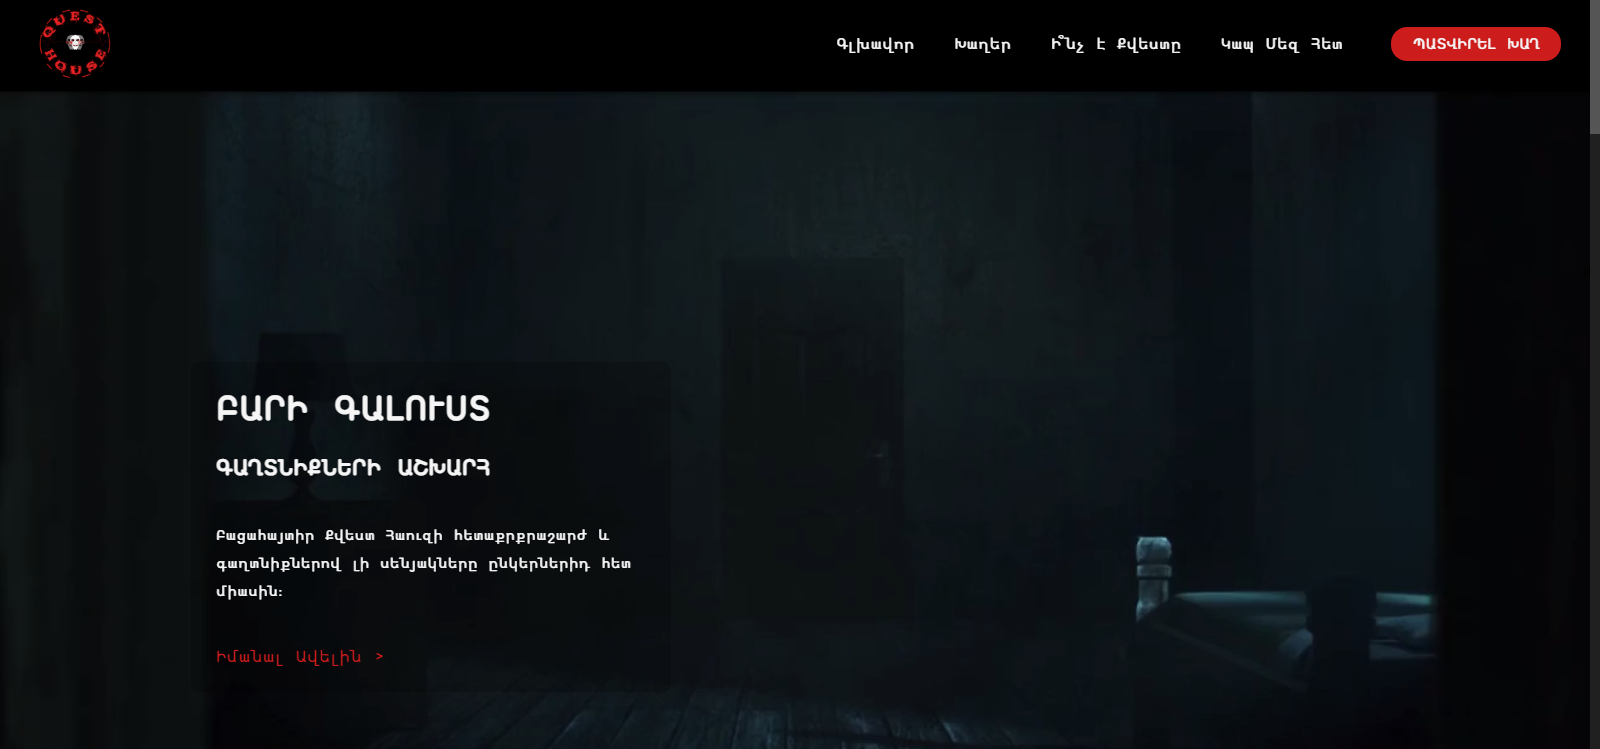 QUEST HOUSE
Գլխավոր
Խաղեր
Ի՞նչ է Քվեստը
Կապ Մեզ Հետ
ՊԱՏՎԻՐԵԼ ԽԱՂ
ԲԱՐԻ ԳԱԼՈՒՍՏ
ԳԱՂՏՆԻՔՆԵՐԻ ԱՇԽԱՐՀ
Բացահայտիր Քվեստ Հաուզի հետաքրքրաշարժ և
գաղտնիքներով լի սենյակները ընկերներիդ հետ
միասին:
Իմանալ Ավելին >